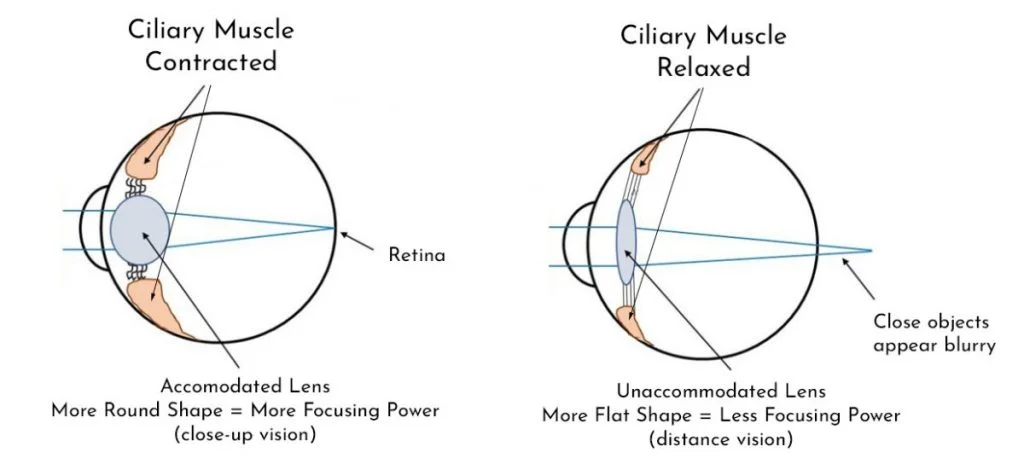 Ciliary Muscle
Contracted
Retina
Accomodated Lens
More Round Shape = More Focusing Power
(close-up vision)
Ciliary Muscle
Relaxed
Close objects
appear blurry
Unaccommodated Lens
More Flat Shape = Less Focusing Power
(distance vision)